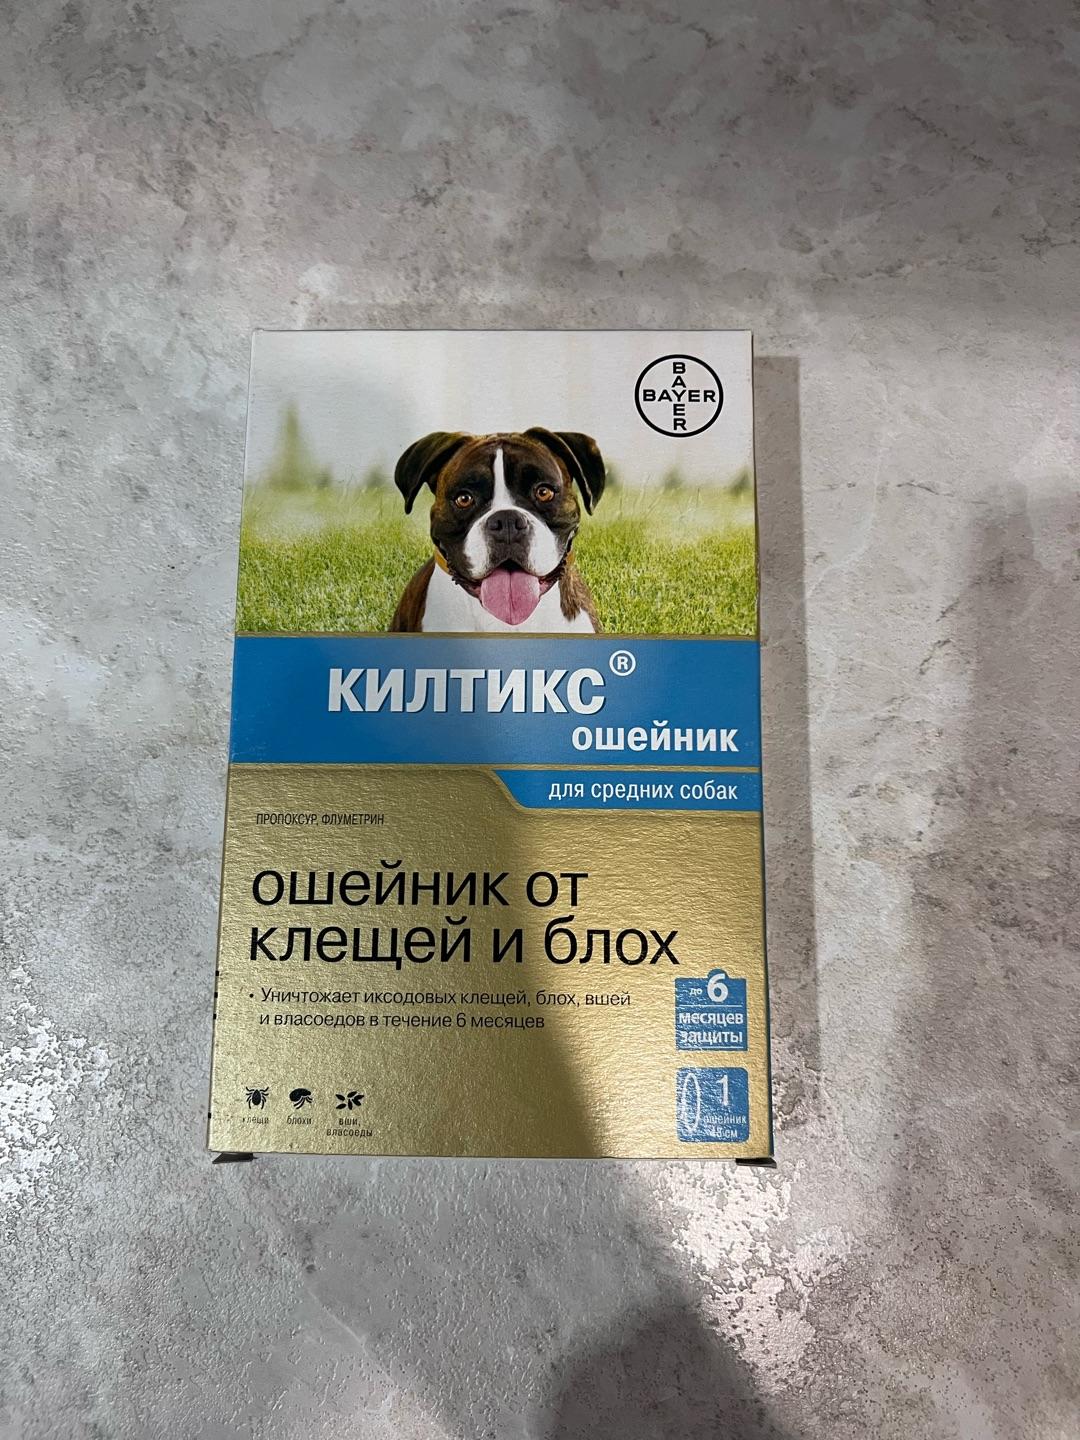 BAYER
BAYER
КИЛТИКС®
ошейник
для средних собак
ПРОПОКСУР, ФЛУМЕТРИН
ошейник от
клещей и блох
• Уничтожает иксодовых клещей, блох, вшей
и власоедов в течение 6 месяцев
до 6
месяцев
защиты
клещи
блохи
вши,
власоеды
1
ошейник
см